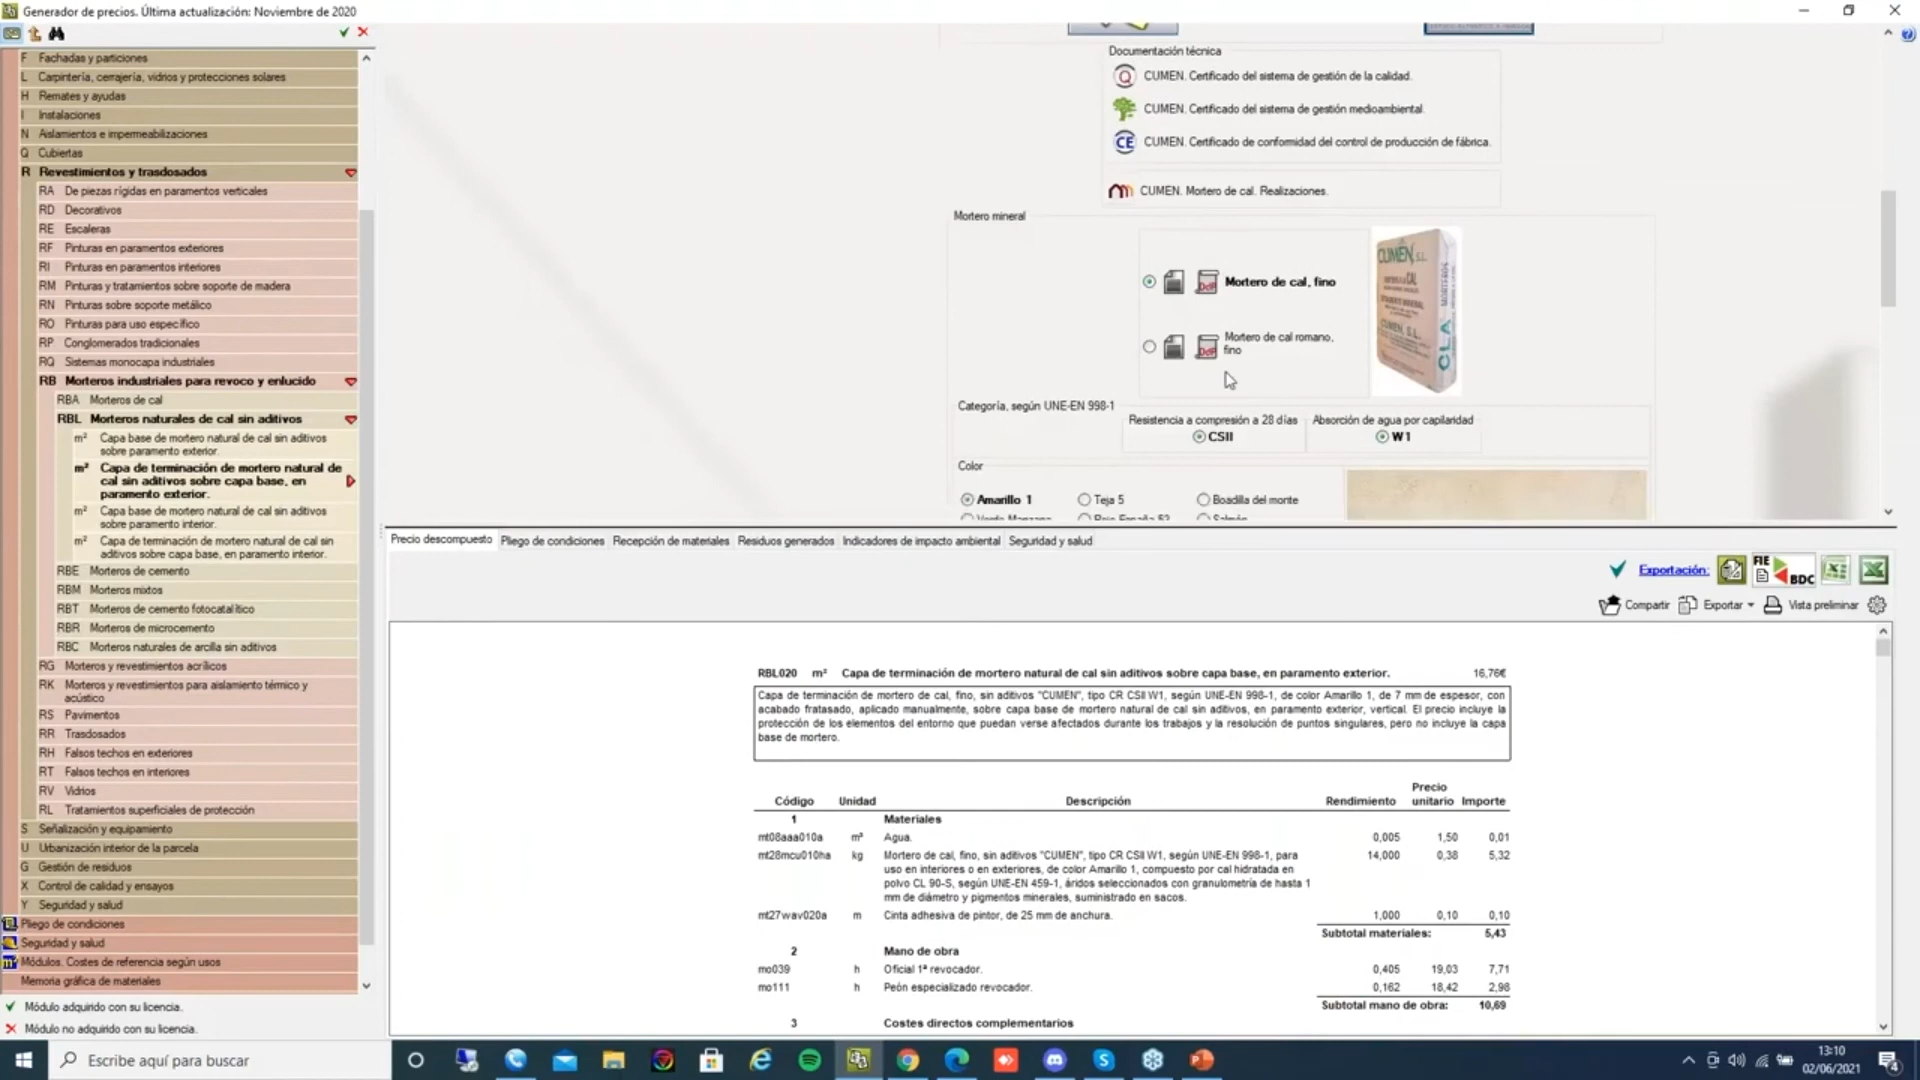 Generador de precios. Última actualización: Noviembre de 2020
F Fachadas y particiones
L Carpintería, cerrajería, vidrios y protecciones solares
H Remates y ayudas
I Instalaciones
N Aislamientos e impermeabilizaciones
Q Cubiertas
R Revestimientos y trasdosados
RA De piezas rígidas en paramentos verticales
RD Decorativos
RE Escaleras
RF Pinturas en paramentos exteriores
RI Pinturas en paramentos interiores
RM Pinturas y tratamientos sobre soporte de madera
RN Pinturas sobre soporte metálico
RO Pinturas para uso específico
RP Conglomerados tradicionales
RQ Sistemas monocapa industriales
RB Morteros industriales para revoco y enlucido
RBA Morteros de cal
RBL Morteros naturales de cal sin aditivos
m² Capa base de mortero natural de cal sin aditivos
sobre paramento exterior.
m² Capa de terminación de mortero natural de
cal sin aditivos sobre capa base, en
paramento exterior.
m² Capa base de mortero natural de cal sin aditivos
sobre paramento interior.
m² Capa de terminación de mortero natural de cal sin
aditivos sobre capa base, en paramento interior.
RBE Morteros de cemento
RBM Morteros mixtos
RBT Morteros de cemento fotocatalítico
RBR Morteros de microcemento
RBC Morteros naturales de arcilla sin aditivos
RG Morteros y revestimientos acrílicos
RK Morteros y revestimientos para aislamiento térmico y
acústico
RS Pavimentos
RR Trasdosados
RH Falsos techos en exteriores
RT Falsos techos en interiores
RV Vidrios
RL Tratamientos superficiales de protección
S Señalización y equipamiento
U Urbanización interior de la parcela
G Gestión de residuos
X Control de calidad y ensayos
Y Seguridad y salud
Pliego de condiciones
Seguridad y salud
Módulos. Costes de referencia según usos
Memoria gráfica de materiales
Módulo adquirido con su licencia.
Módulo no adquirido con su licencia.
Documentación técnica
CUMEN. Certificado del sistema de gestión de la calidad.
CUMEN. Certificado del sistema de gestión medioambiental.
CE CUMEN. Certificado de conformidad del control de producción de fábrica.
CUMEN. Mortero de cal. Realizaciones.
Mortero mineral
DdP Mortero de cal, fino
DdP Mortero de cal romano,
fino
CUMEN, S.L.
CUMEN, S.L.
MORTEROS
CLA
Categoría, según UNE-EN 998-1
Resistencia a compresión a 28 días Absorción de agua por capilaridad
CSII W1
Color
Amarillo 1 Teja 5 Boadilla del monte
Verde Manzana Rojo España 52 Salmón
Precio descompuesto Pliego de condiciones Recepción de materiales Residuos generados Indicadores de impacto ambiental Seguridad y salud
Exportación: FIE BDC
Compartir Exportar Vista preliminar
RBL020 m² Capa de terminación de mortero natural de cal sin aditivos sobre capa base, en paramento exterior. 16,76€
Capa de terminación de mortero de cal, fino, sin aditivos "CUMEN", tipo CR CSII W1, según UNE-EN 998-1, de color Amarillo 1, de 7 mm de espesor, con
acabado fratasado, aplicado manualmente, sobre capa base de mortero natural de cal sin aditivos, en paramento exterior, vertical. El precio incluye la
protección de los elementos del entorno que puedan verse afectados durante los trabajos y la resolución de puntos singulares, pero no incluye la capa
base de mortero.
Código Unidad Descripción Rendimiento Precio unitario Importe
1 Materiales
mt08aaa010a m³ Agua. 0,005 1,50 0,01
mt28mcu010ha kg Mortero de cal, fino, sin aditivos "CUMEN", tipo CR CSII W1, según UNE-EN 998-1, para 14,000 0,38 5,32
uso en interiores o en exteriores, de color Amarillo 1, compuesto por cal hidratada en
polvo CL 90-S, según UNE-EN 459-1, áridos seleccionados con granulometría de hasta 1
mm de diámetro y pigmentos minerales, suministrado en sacos.
mt27wav020a m Cinta adhesiva de pintor, de 25 mm de anchura. 1,000 0,10 0,10
Subtotal materiales: 5,43
2 Mano de obra
mo039 h Oficial 1ª revocador. 0,405 19,03 7,71
mo111 h Peón especializado revocador. 0,162 18,42 2,98
Subtotal mano de obra: 10,69
3 Costes directos complementarios
Escribe aquí para buscar
13:10
02/06/2021
4